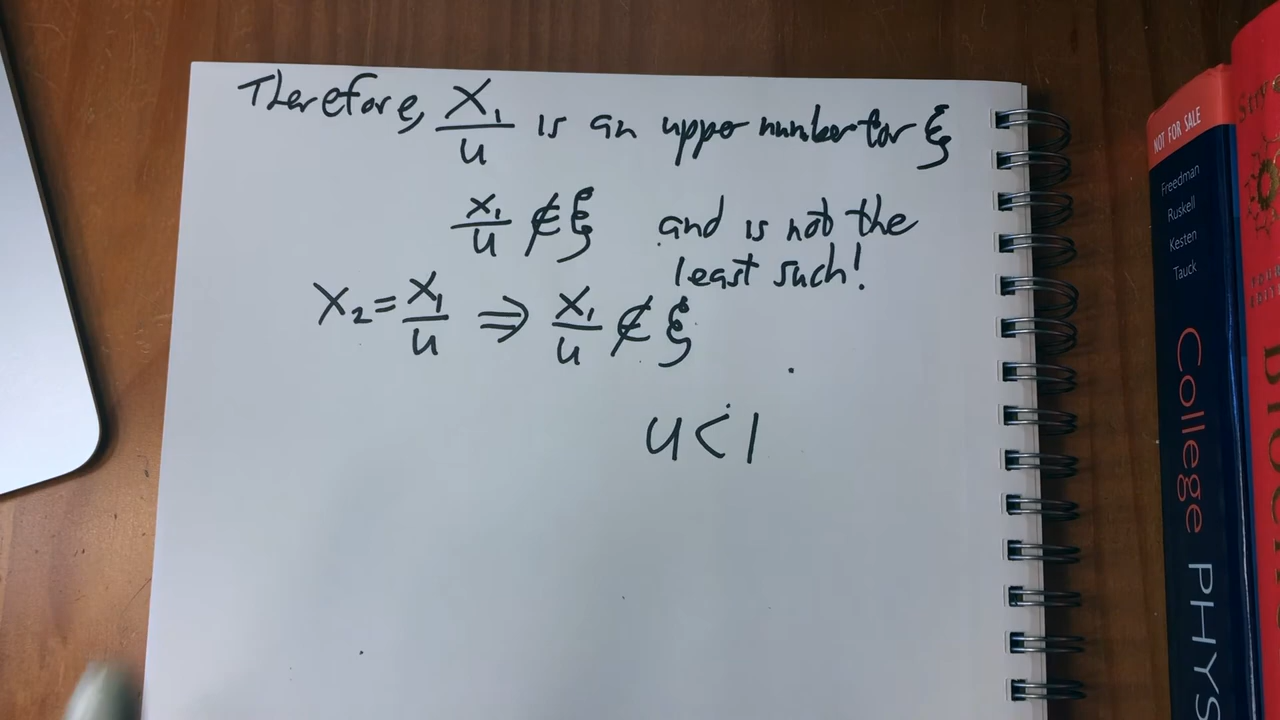 Therefore, X₁/u is an upper number for ξ
X₁/u ∉ ξ and is not the
least such!
X₂ = X₁/u ⇒ X₁/u ∉ ξ
u < 1
NOT FOR SALE
Freedman
Ruskell
Kesten
Tauck
College PHYS